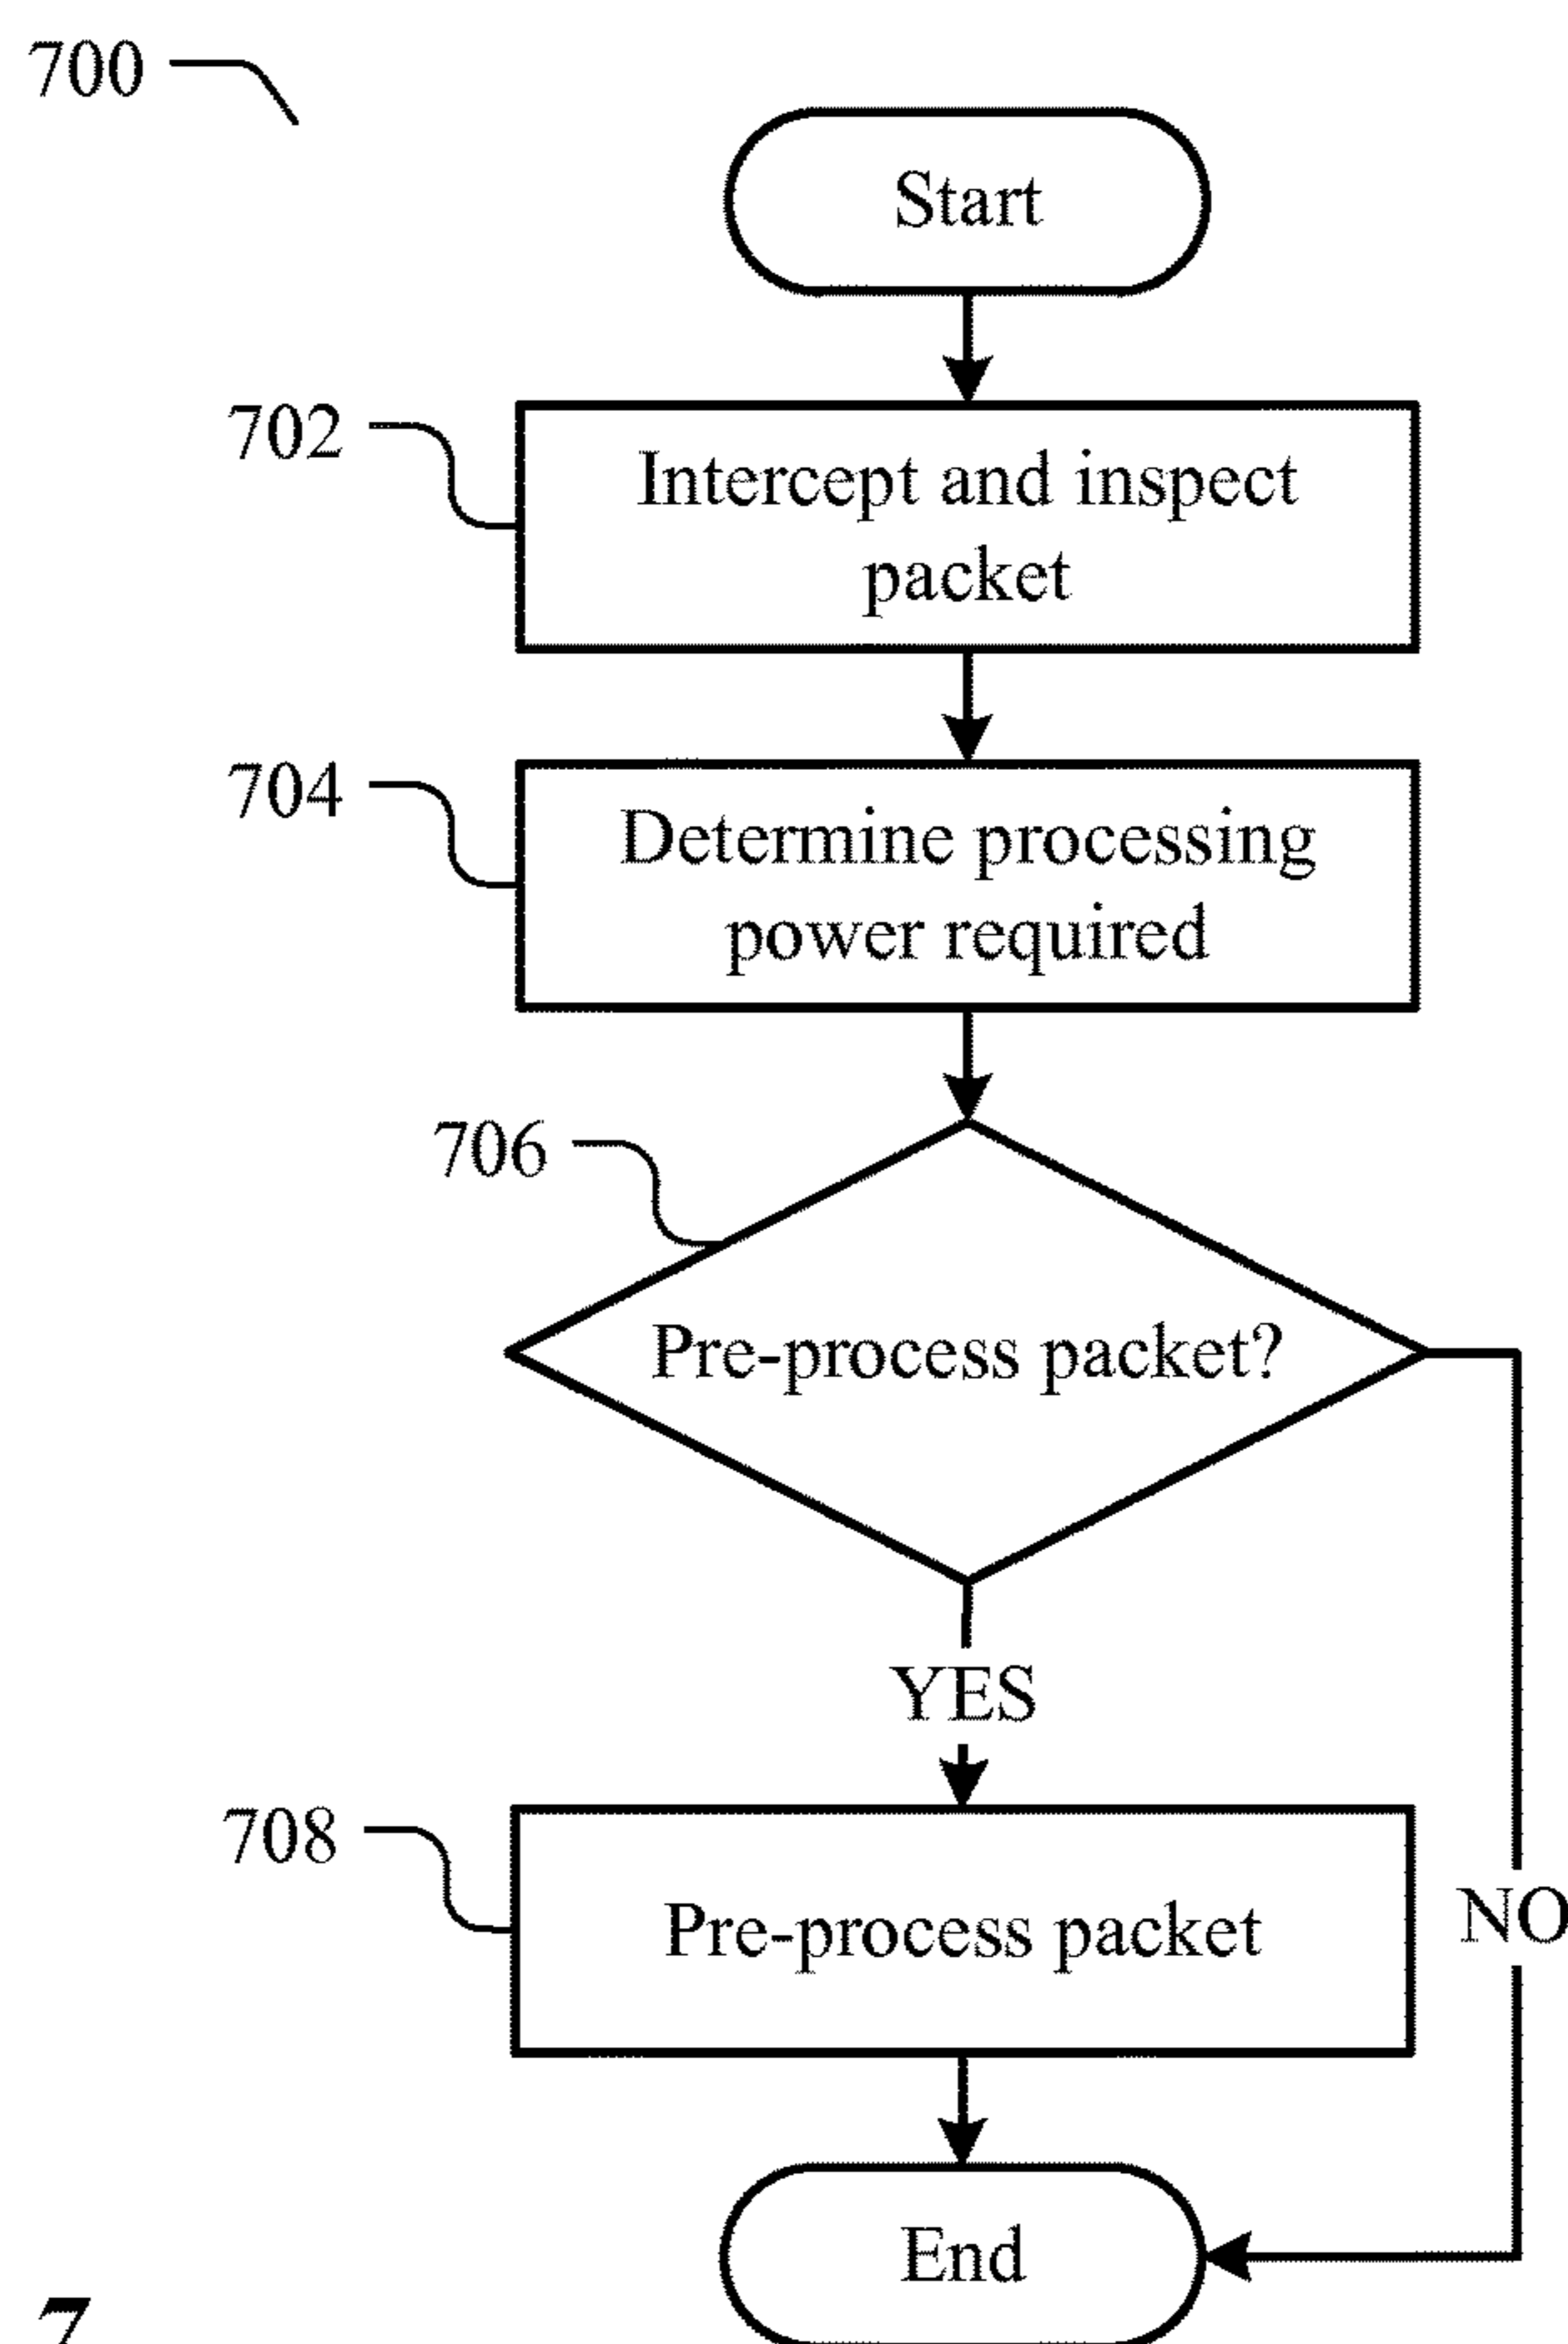 700
Start
702
Intercept and inspect
packet
704
Determine processing
power required
706
Pre-process packet?
YES
708
Pre-process packet
NO
End
7